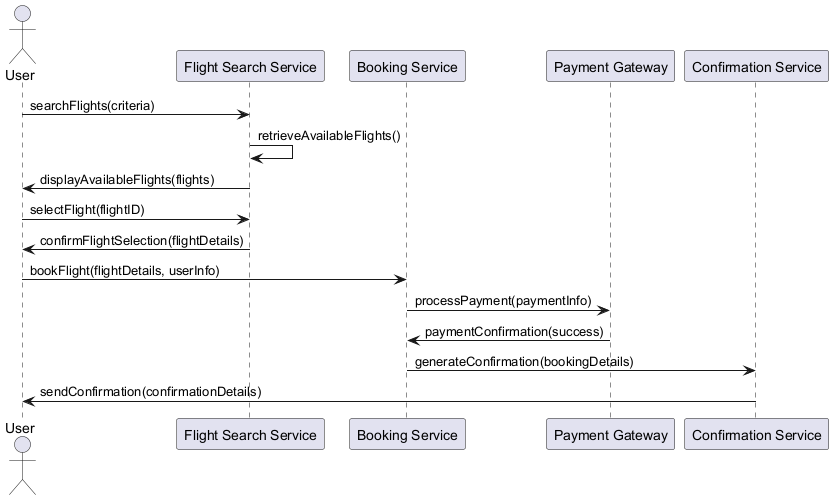 User
Flight Search Service
Booking Service
Payment Gateway
Confirmation Service
searchFlights(criteria)
retrieveAvailableFlights()
displayAvailableFlights(flights)
selectFlight(flightID)
confirmFlightSelection(flightDetails)
bookFlight(flightDetails, userInfo)
processPayment(paymentInfo)
paymentConfirmation(success)
generateConfirmation(bookingDetails)
sendConfirmation(confirmationDetails)
User
Flight Search Service
Booking Service
Payment Gateway
Confirmation Service